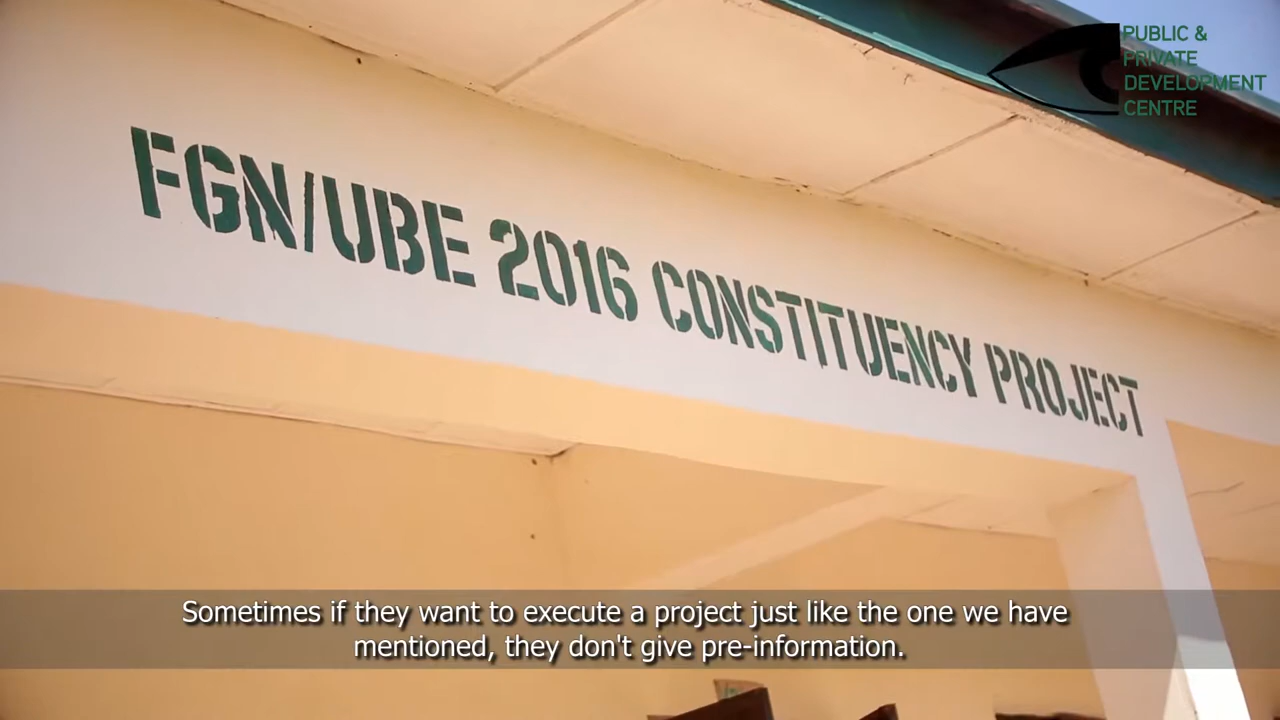 PUBLIC &
PRIVATE
DEVELOPMENT
CENTRE
FGN/UBE 2016 CONSTITUENCY PROJECT
Sometimes if they want to execute a project just like the one we have
mentioned, they don't give pre-information.